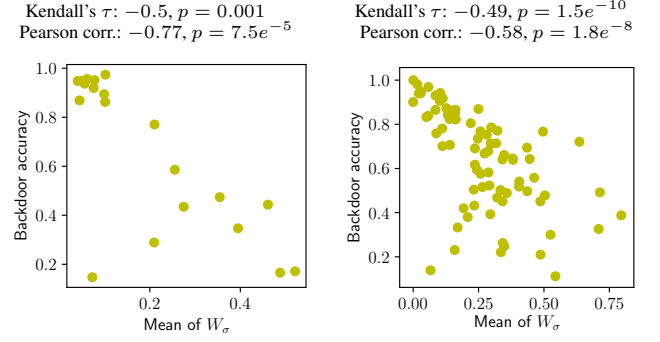 Kendall's τ: −0.5, p = 0.001
Pearson corr.: −0.77, p = 7.5e⁻⁵
Kendall's τ: −0.49, p = 1.5e⁻¹⁰
Pearson corr.: −0.58, p = 1.8e⁻⁸
1.0
0.8
0.6
0.4
0.2
Backdoor accuracy
0.2 0.4
Mean of W_σ
1.0
0.8
0.6
0.4
0.2
Backdoor accuracy
0.00 0.25 0.50 0.75
Mean of W_σ